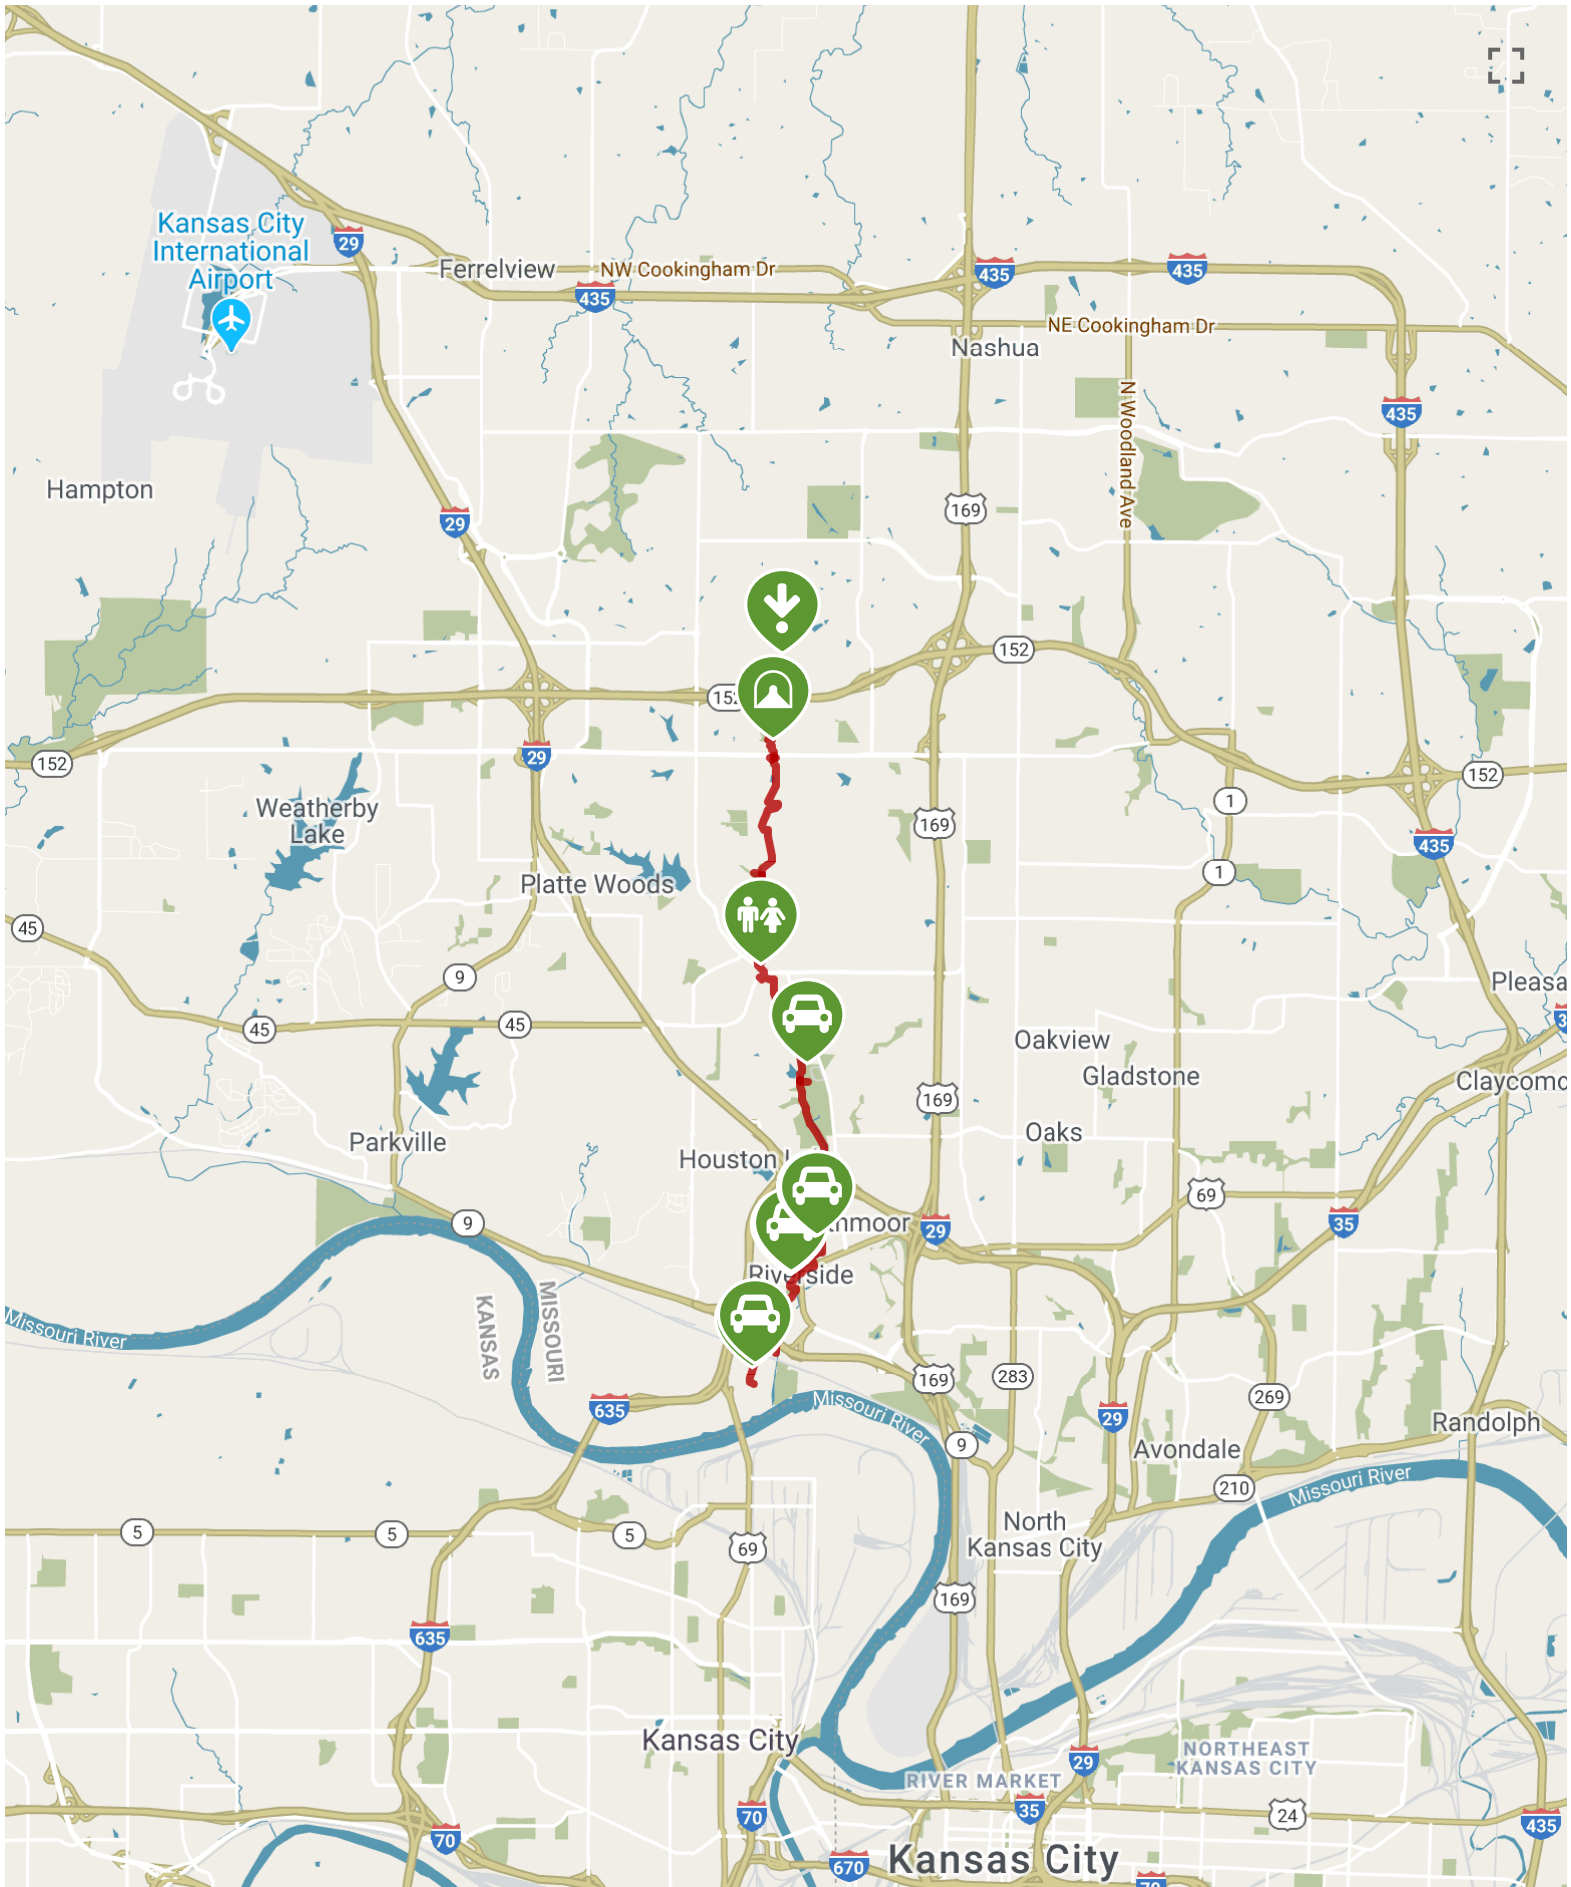 Kansas City
International
Airport
29
Ferrelview
NW Cookingham Dr
435
435
435
NE Cookingham Dr
Nashua
435
N Woodland Ave
Hampton
29
169
152
152
152
29
152
1
Weatherby
Lake
169
435
1
Platte Woods
45
9
Pleasa
45
45
Oakview
Gladstone
Claycomo
169
Parkville
Oaks
Houston
69
9
nmoor
29
35
Riverside
Missouri River
KANSAS
MISSOURI
169
283
269
635
Missouri River
29
Randolph
9
Avondale
210
Missouri River
5
5
5
69
North
Kansas City
169
635
Kansas City
NORTHEAST
KANSAS CITY
29
RIVER MARKET
70
35
24
435
70
670
Kansas City